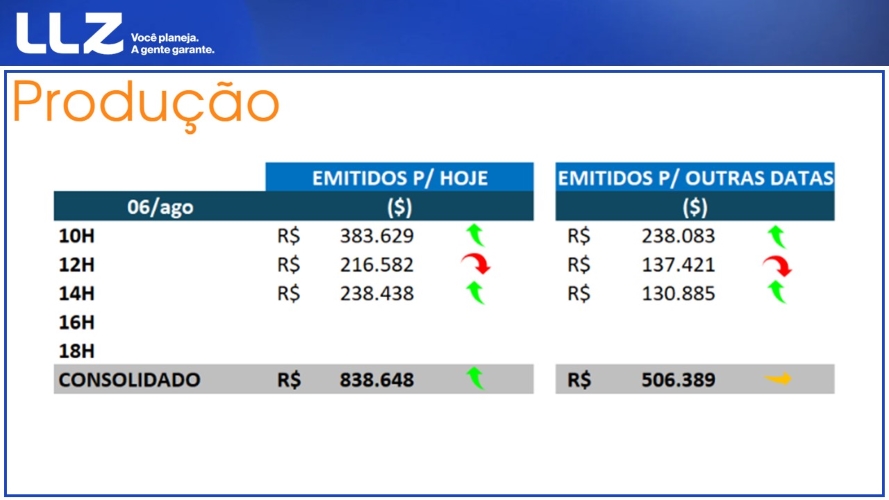 LLZ Você planeja.
A gente garante.
Produção
EMITIDOS P/ HOJE EMITIDOS P/ OUTRAS DATAS
06/ago ($) ($)
10H R$ 383.629 R$ 238.083
12H R$ 216.582 R$ 137.421
14H R$ 238.438 R$ 130.885
16H
18H
CONSOLIDADO R$ 838.648 R$ 506.389